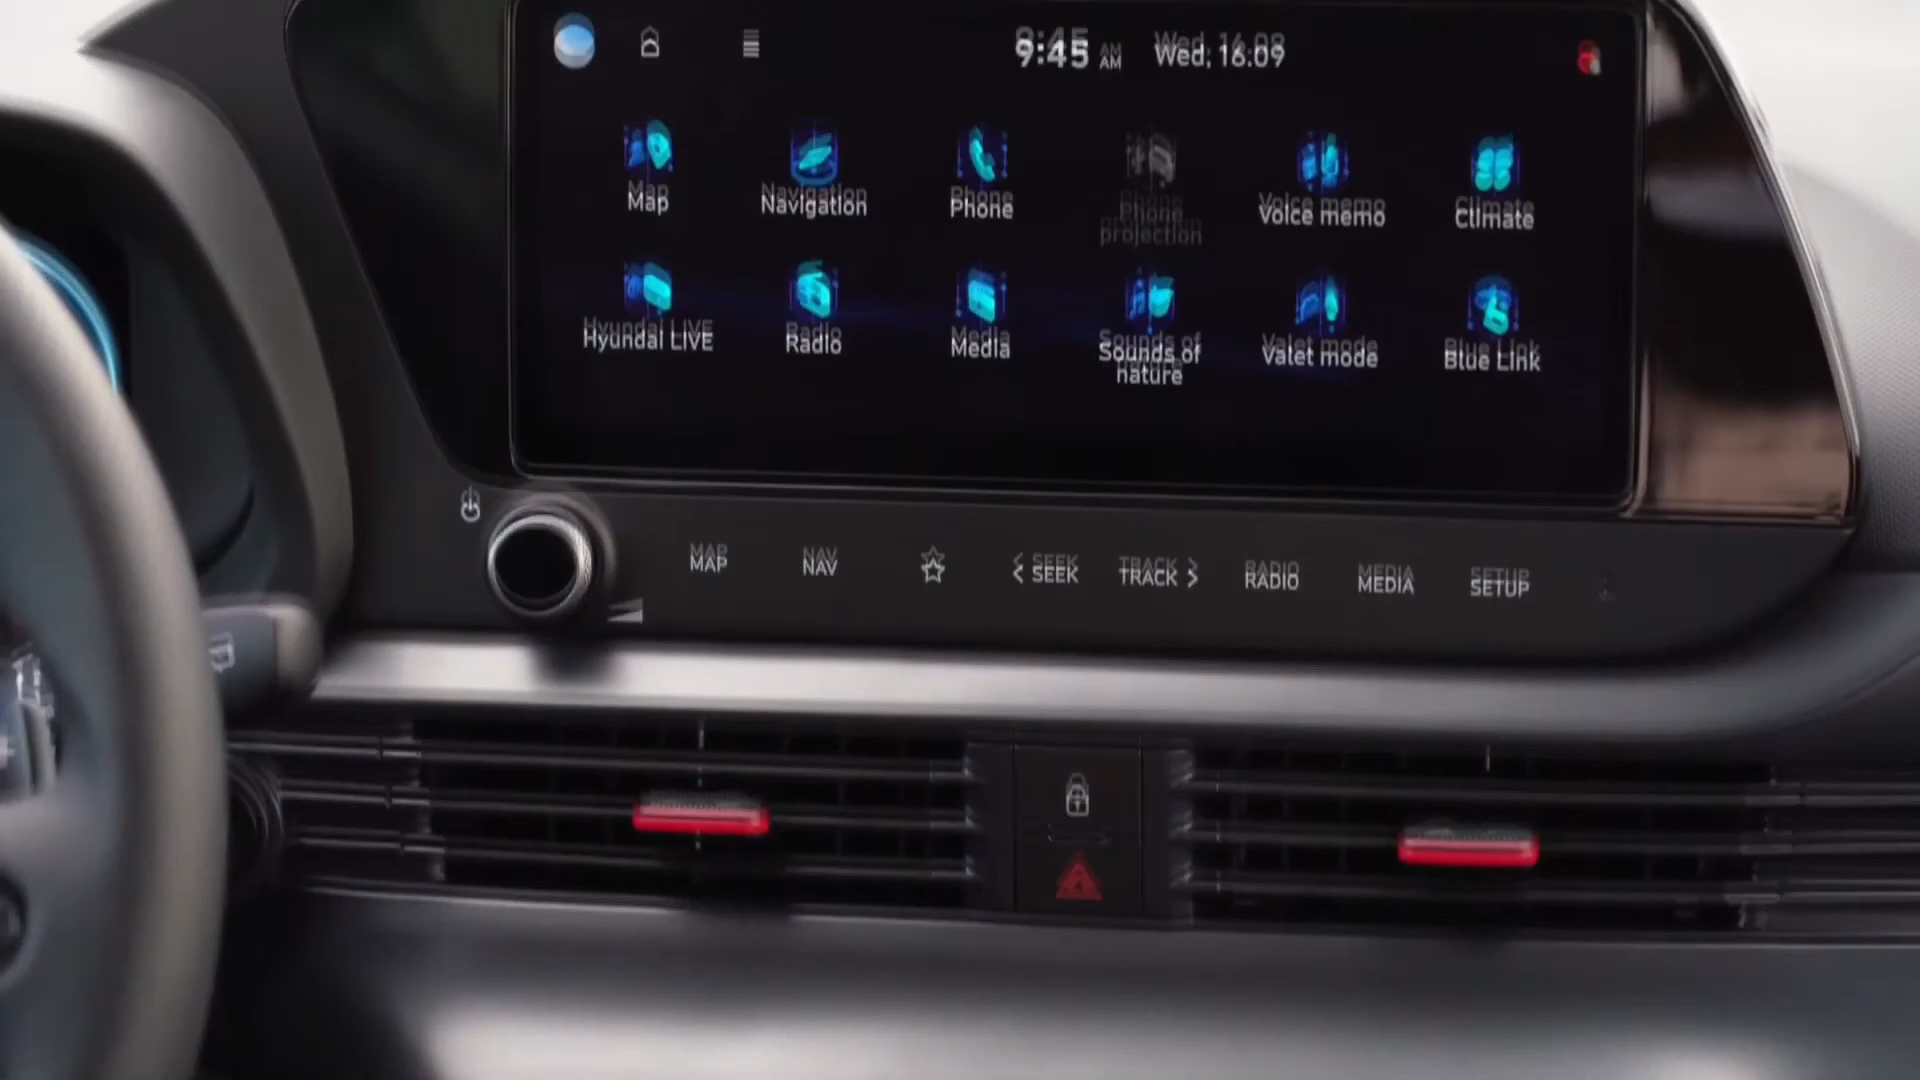 9:45 AM Wed, 16.09
Map
Navigation
Phone
Phone
projection
Voice memo
Climate
Hyundai LIVE
Radio
Media
Sounds of
nature
Valet mode
Blue Link
MAP
NAV
< SEEK
TRACK >
RADIO
MEDIA
SETUP